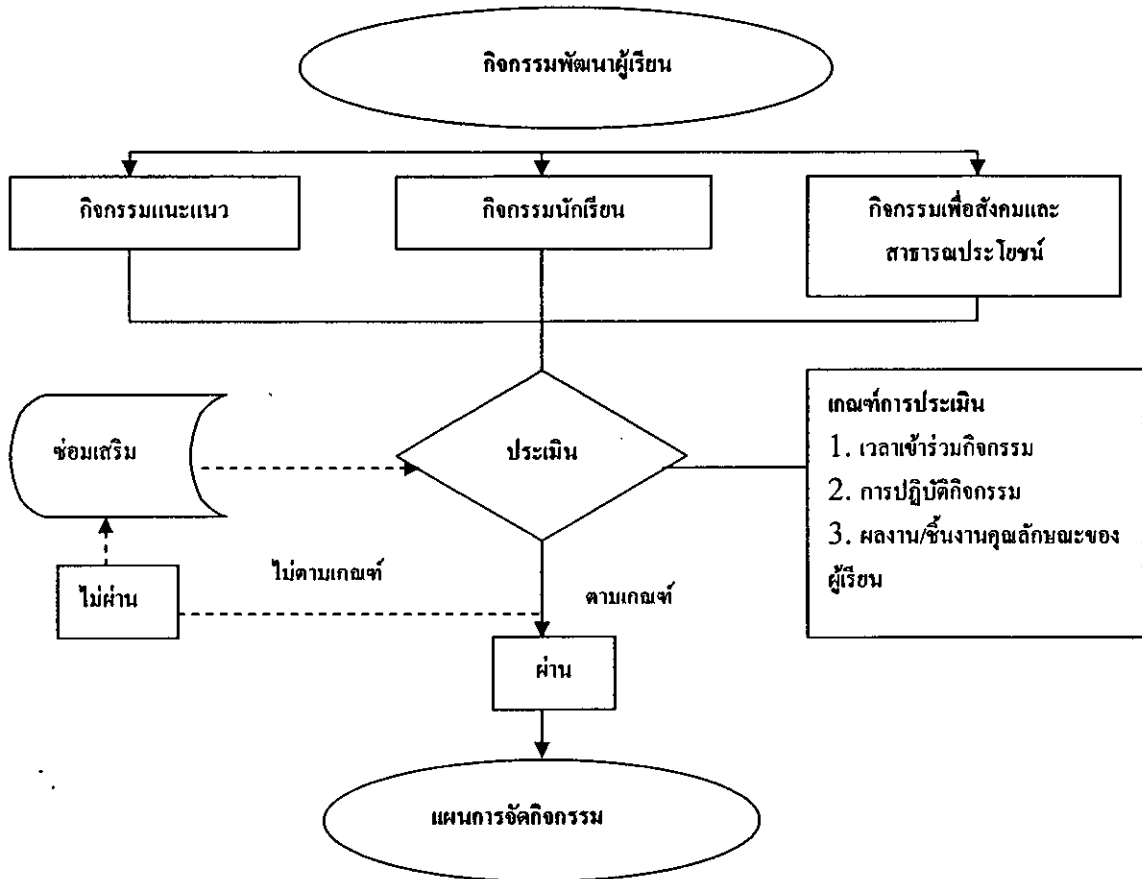 กิจกรรมพัฒนาผู้เรียน
กิจกรรมแนะแนว
กิจกรรมนักเรียน
กิจกรรมเพื่อสังคมและ
สาธารณประโยชน์
ซ่อมเสริม
ประเมิน
เกณฑ์การประเมิน
1. เวลาเข้าร่วมกิจกรรม
2. การปฏิบัติกิจกรรม
3. ผลงาน/ชิ้นงานคุณลักษณะของ
ผู้เรียน
ไม่ผ่าน
ไม่ตามเกณฑ์
ตามเกณฑ์
ผ่าน
แผนการจัดกิจกรรม